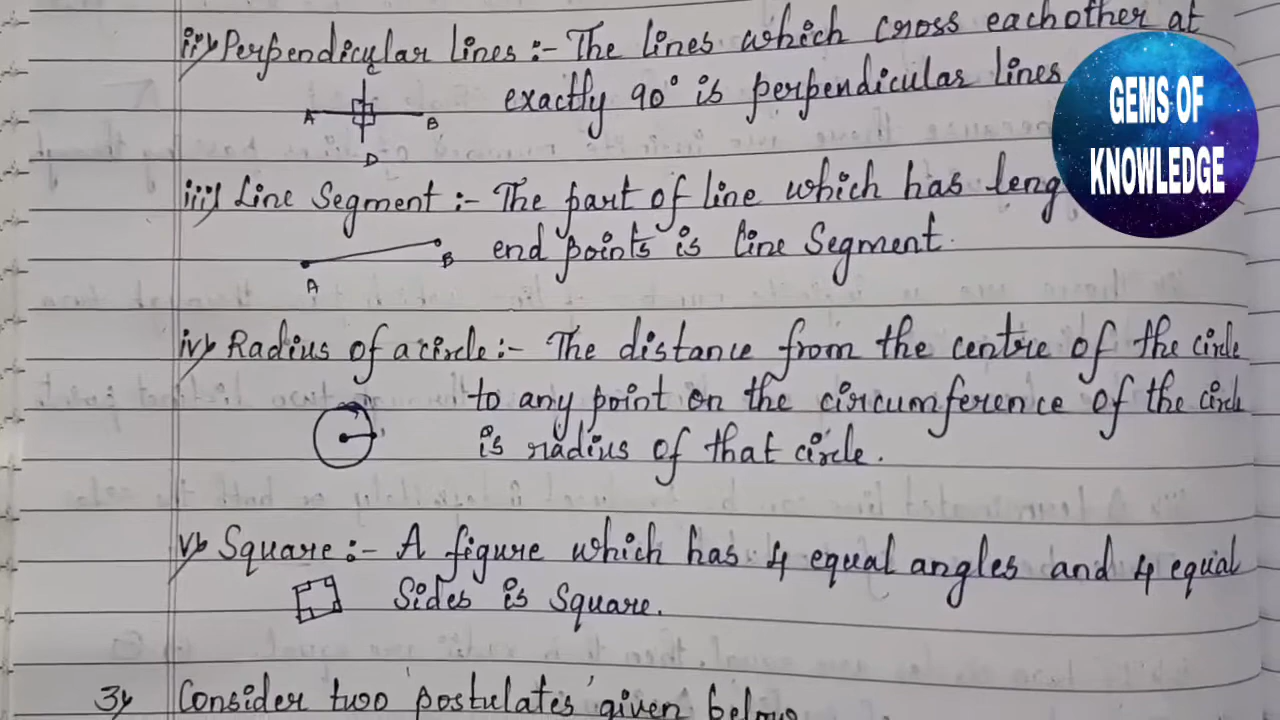 ii) Perpendicular lines :- The lines which cross eachother at
exactly 90° is perpendicular lines
C
A B
D
iii) Line Segment :- The part of line which has leng
end points is line Segment.
A B
iv) Radius of a circle :- The distance from the centre of the circle
to any point on the circumference of the circle
is radius of that circle.
v) Square :- A figure which has 4 equal angles and 4 equal
Sides is Square.
3) Consider two 'postulates' given below
GEMS OF
KNOWLEDGE